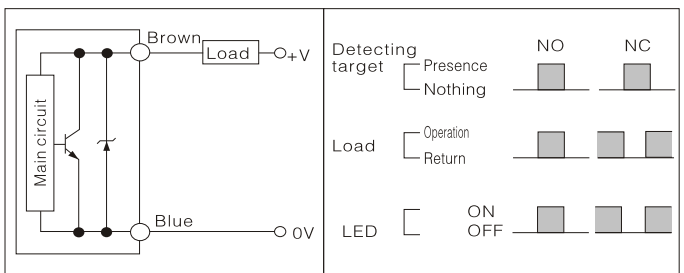 Brown
Load
+V
Main circuit
Blue
0V
Detecting
target
Presence
Nothing
NO
NC
Load
Operation
Return
LED
ON
OFF